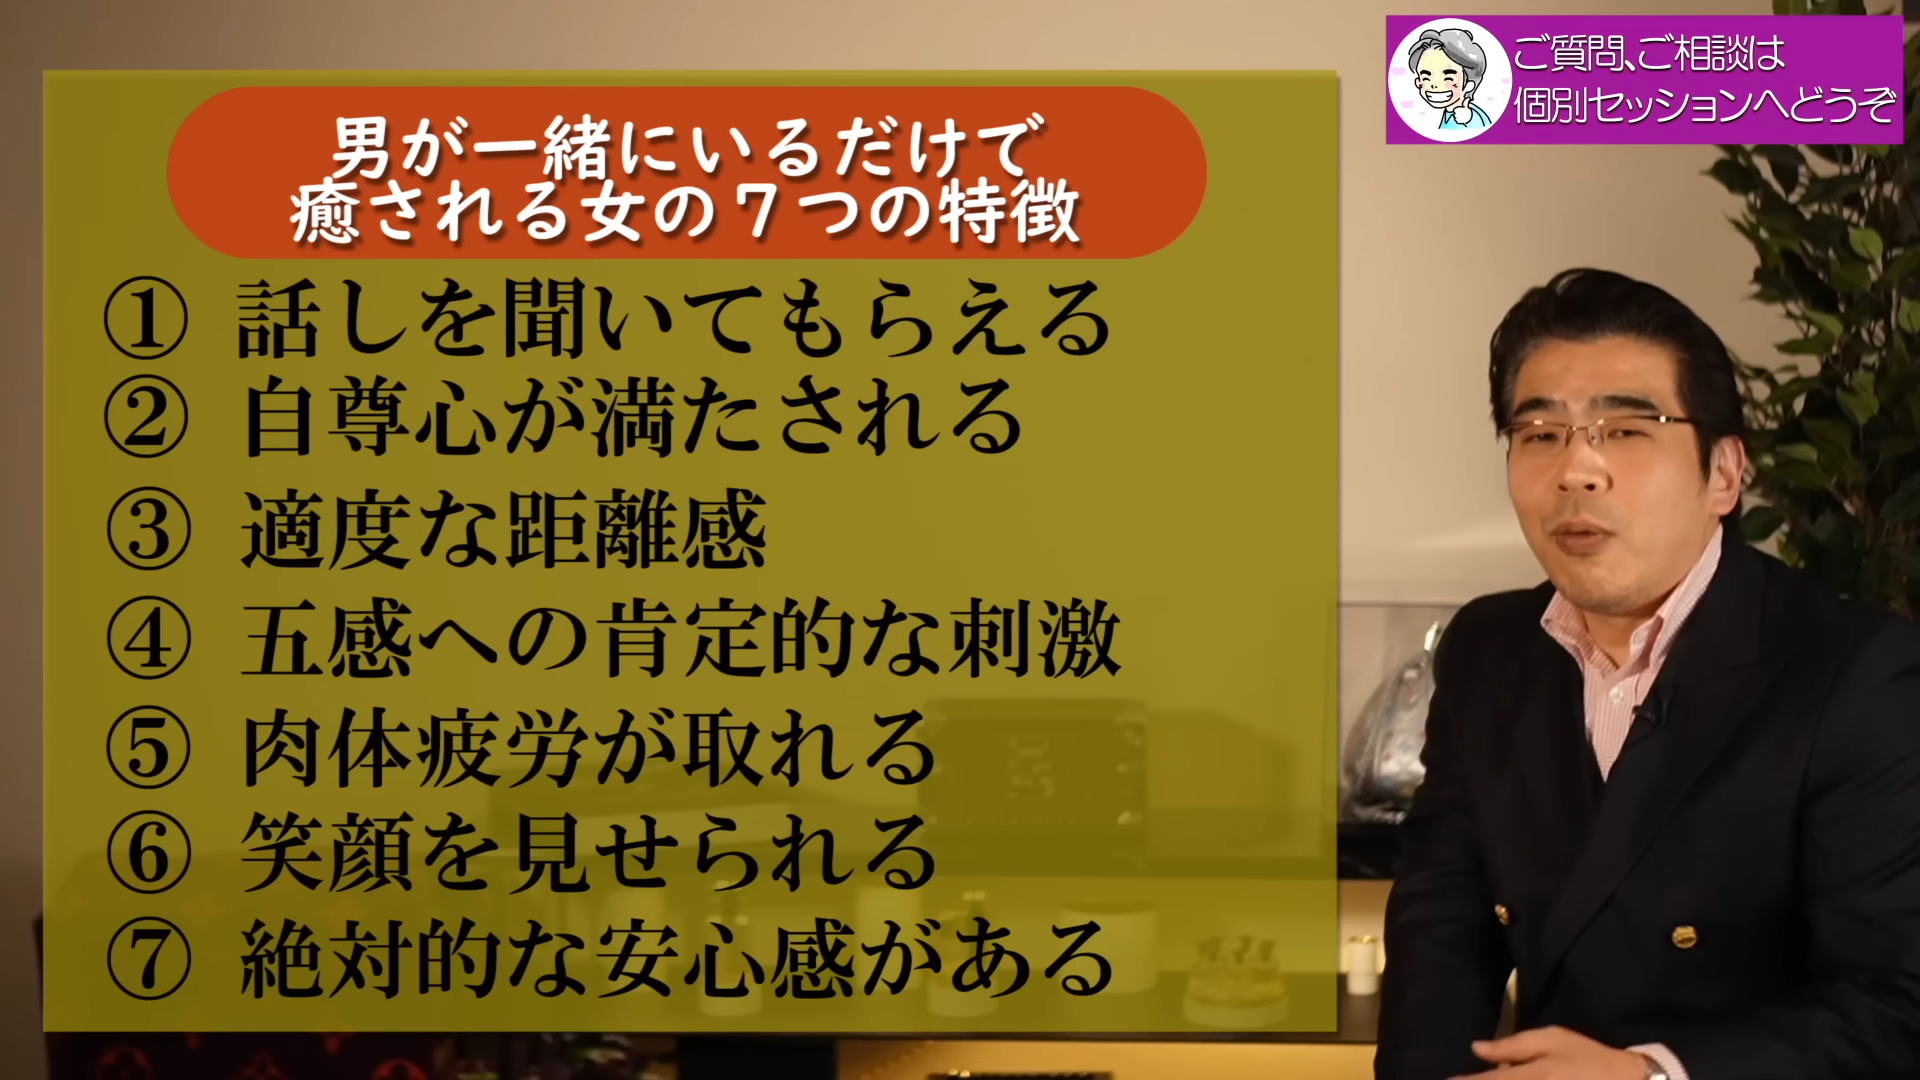 ご質問、ご相談は
個別セッションへどうぞ
男が一緒にいるだけで
癒される女の７つの特徴
① 話しを聞いてもらえる
② 自尊心が満たされる
③ 適度な距離感
④ 五感への肯定的な刺激
⑤ 肉体疲労が取れる
⑥ 笑顔を見せられる
⑦ 絶対的な安心感がある